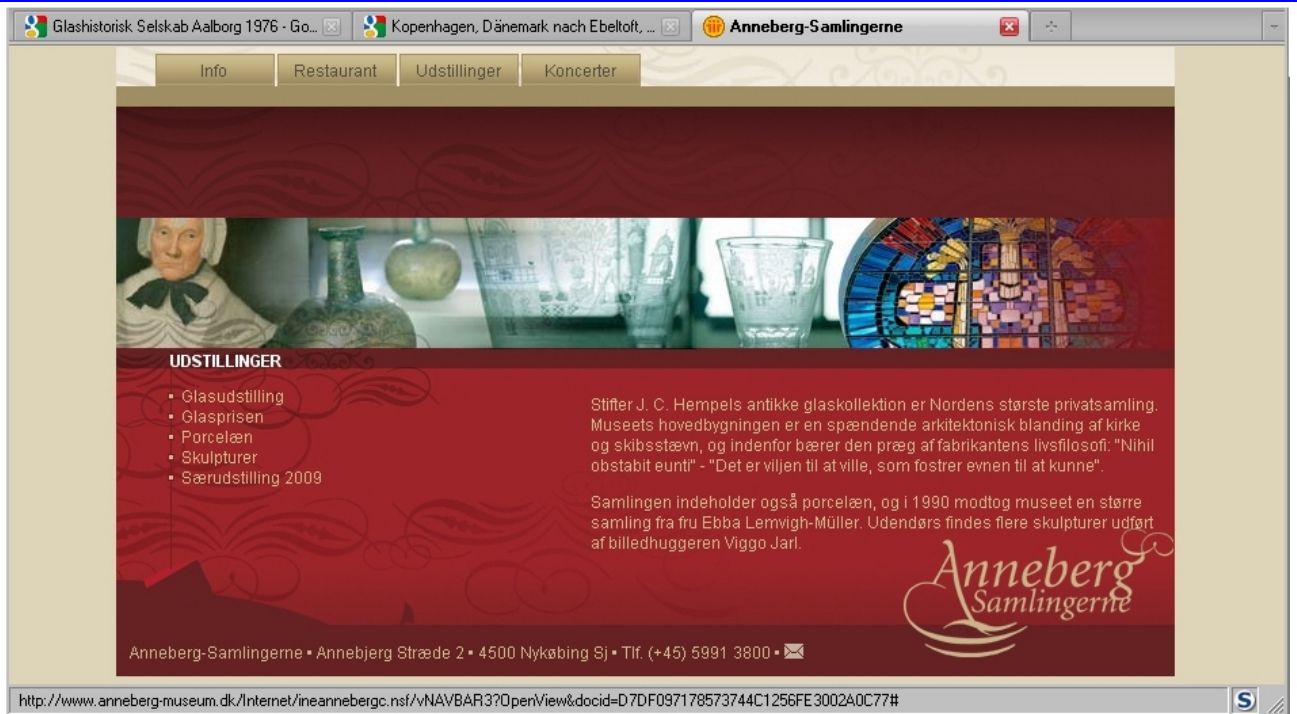 Glashistorisk Selskab Aalborg 1976 - Go...
Kopenhagen, Dänemark nach Ebeltoft, ...
Anneberg-Samlingerne
Info
Restaurant
Udstillinger
Koncerter
UDSTILLINGER
▪ Glasudstilling
▪ Glasprisen
▪ Porcelæn
▪ Skulpturer
▪ Særudstilling 2009
Stifter J. C. Hempels antikke glaskollektion er Nordens største privatsamling.
Museets hovedbygningen er en spændende arkitektonisk blanding af kirke
og skibsstævn, og indenfor bærer den præg af fabrikantens livsfilosofi: "Nihil
obstabit eunti" - "Det er viljen til at ville, som fostrer evnen til at kunne".
Samlingen indeholder også porcelæn, og i 1990 modtog museet en større
samling fra fru Ebba Lemvigh-Müller. Udendørs findes flere skulpturer udført
af billedhuggeren Viggo Jarl.
Anneberg
Samlingerne
Anneberg-Samlingerne ▪ Annebjerg Stræde 2 ▪ 4500 Nykøbing Sj ▪ Tlf. (+45) 5991 3800 ▪
http://www.anneberg-museum.dk/Internet/ineannebergc.nsf/vNAVBAR3?OpenView&docid=D7DF097178573744C1256FE3002A0C77#
S